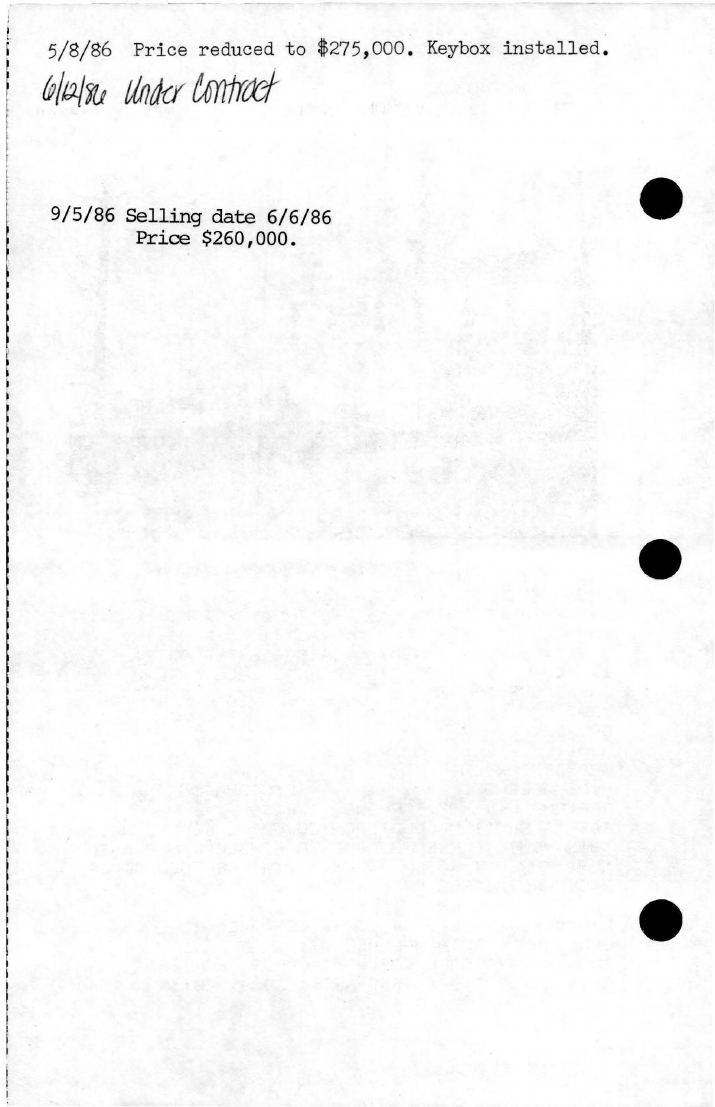 5/8/86 Price reduced to $275,000. Keybox installed.
6/12/86 Under Contract
9/5/86 Selling date 6/6/86
Price $260,000.